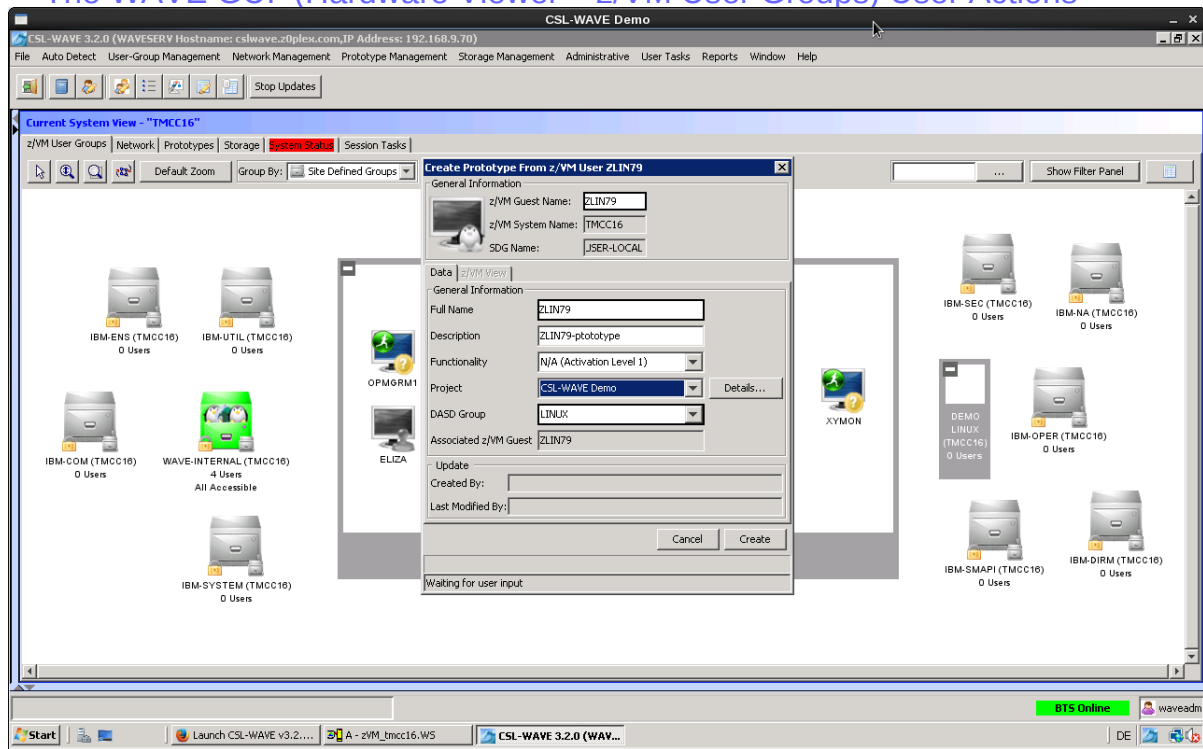 The WAVE GUI (Hardware Viewer – z/VM User Groups) User Actions
CSL-WAVE Demo
CSL-WAVE 3.2.0 (WAVESERV Hostname: cslwave.z0plex.com,IP Address: 192.168.9.70)
File Auto Detect User-Group Management Network Management Prototype Management Storage Management Administrative User Tasks Reports Window Help
Stop Updates
Current System View - "TMCC16"
z/VM User Groups Network Prototypes Storage System Status Session Tasks
Default Zoom Group By: Site Defined Groups ... Show Filter Panel
Create Prototype From z/VM User ZLIN79
General Information
z/VM Guest Name: ZLIN79
z/VM System Name: TMCC16
SDG Name: JSER-LOCAL
Data z/VM View
General Information
Full Name ZLIN79
Description ZLIN79-ptototype
Functionality N/A (Activation Level 1)
Project CSL-WAVE Demo Details...
DASD Group LINUX
Associated z/VM Guest ZLIN79
Update
Created By:
Last Modified By:
Cancel Create
Waiting for user input
IBM-ENS (TMCC16)
0 Users
IBM-UTIL (TMCC16)
0 Users
IBM-COM (TMCC16)
0 Users
WAVE-INTERNAL (TMCC16)
4 Users
All Accessible
IBM-SYSTEM (TMCC16)
0 Users
OPMGRM1
ELIZA
XYMON
IBM-SEC (TMCC16)
0 Users
IBM-NA (TMCC16)
0 Users
DEMO
LINUX
(TMCC16)
0 Users
IBM-OPER (TMCC16)
0 Users
IBM-SMAPI (TMCC16)
0 Users
IBM-DIRM (TMCC16)
0 Users
BTS Online waveadm
Start Launch CSL-WAVE v3.2.... A - zVM_tmcc16.WS CSL-WAVE 3.2.0 (WAV... DE